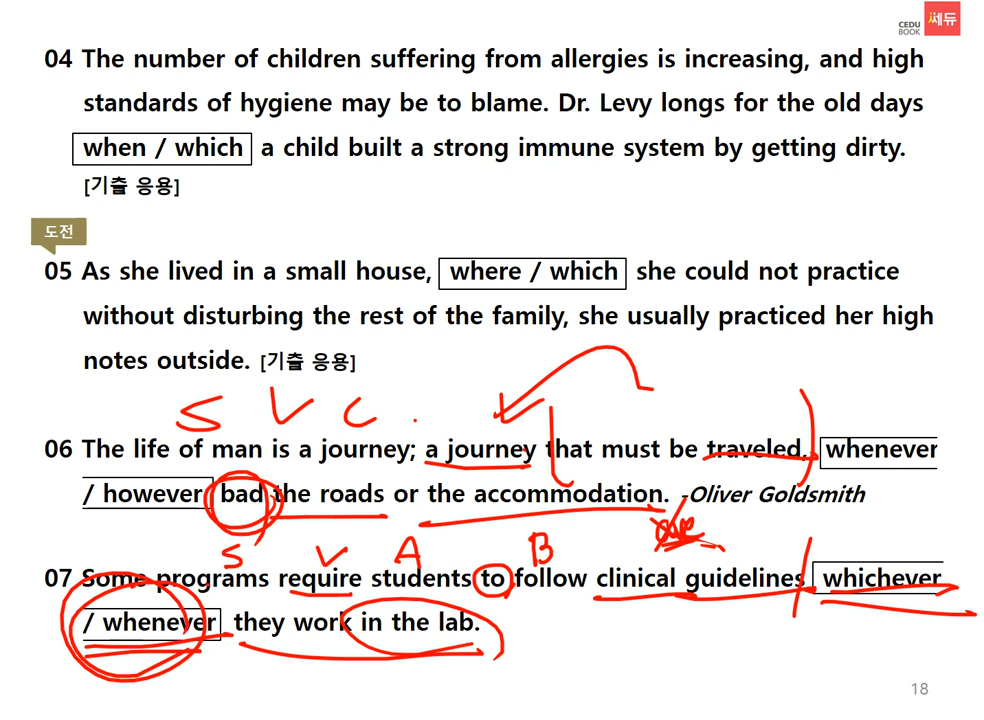 CEDU
BOOK
쎄듀
04 The number of children suffering from allergies is increasing, and high
standards of hygiene may be to blame. Dr. Levy longs for the old days
when / which a child built a strong immune system by getting dirty.
[기출 응용]
도전
05 As she lived in a small house, where / which she could not practice
without disturbing the rest of the family, she usually practiced her high
notes outside. [기출 응용]
S V C .
06 The life of man is a journey; a journey that must be traveled, whenever
/ however bad the roads or the accommodation. -Oliver Goldsmith
S V A B
07 Some programs require students to follow clinical guidelines whichever
/ whenever they work in the lab.
18